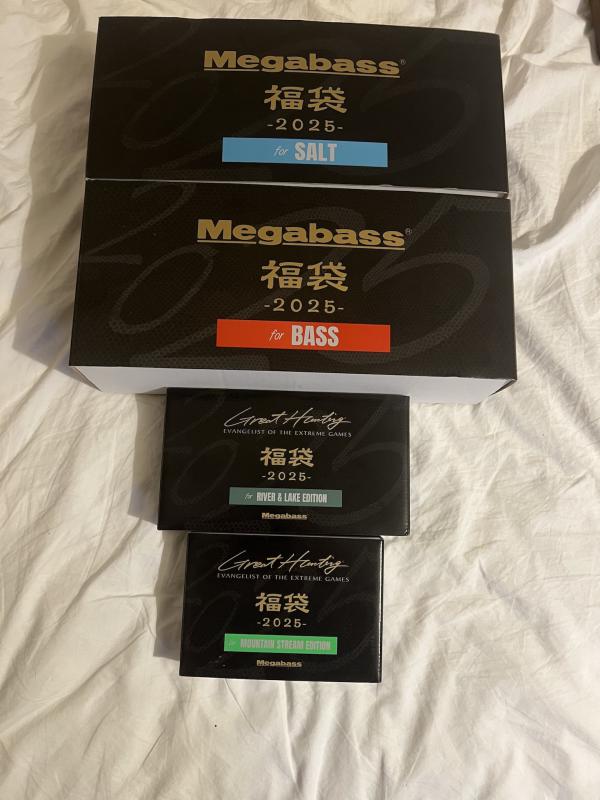 Megabass®
福袋
-2025-
for SALT
Megabass®
福袋
-2025-
for BASS
Great Hunting
EVANGELIST OF THE EXTREME GAMES
福袋
-2025-
for RIVER & LAKE EDITION
Megabass
Great Hunting
EVANGELIST OF THE EXTREME GAMES
福袋
-2025-
for MOUNTAIN STREAM EDITION
Megabass